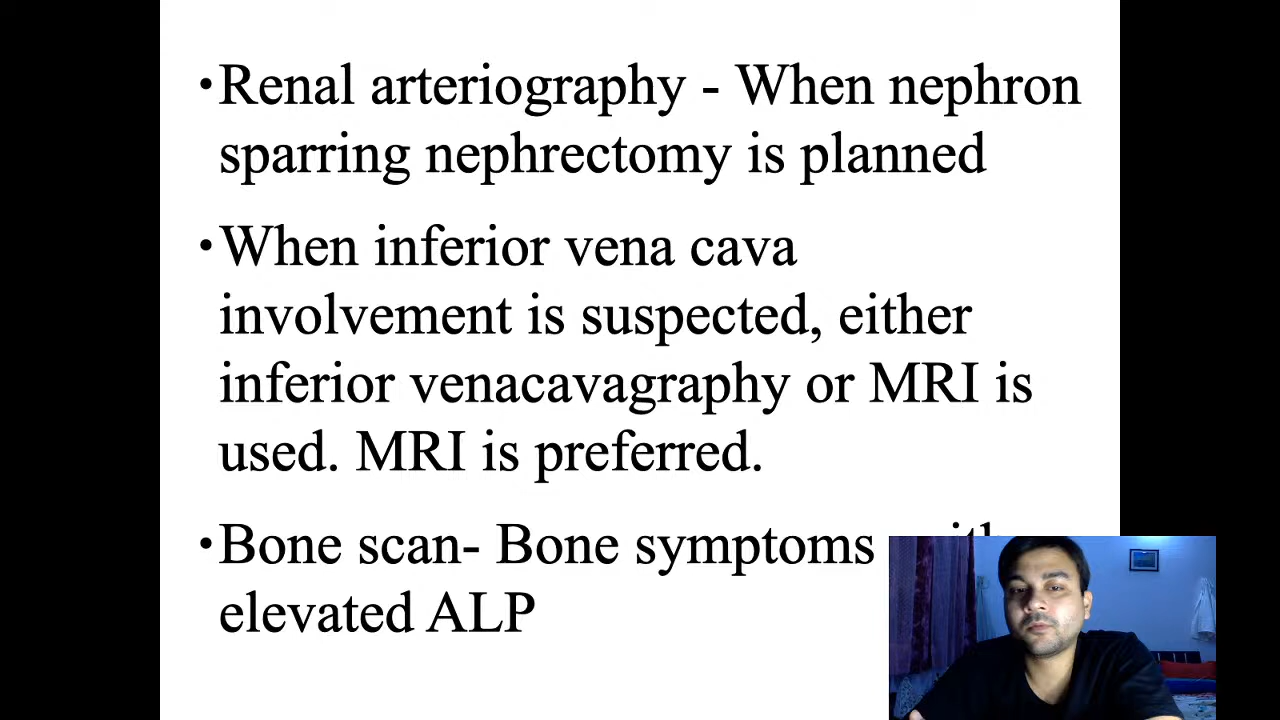 •Renal arteriography - When nephron
sparring nephrectomy is planned
•When inferior vena cava
involvement is suspected, either
inferior venacavagraphy or MRI is
used. MRI is preferred.
•Bone scan- Bone symptoms
elevated ALP